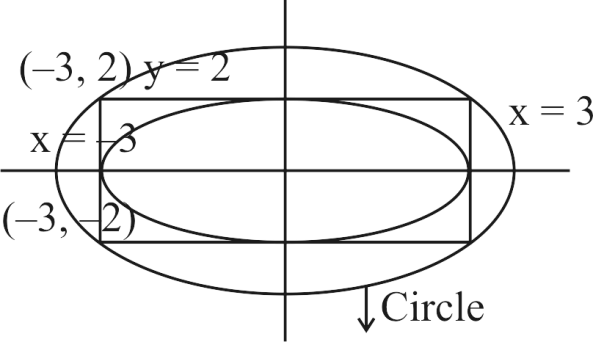 (–3, 2) y = 2
x = 3
x = –3
(–3, –2)
Circle